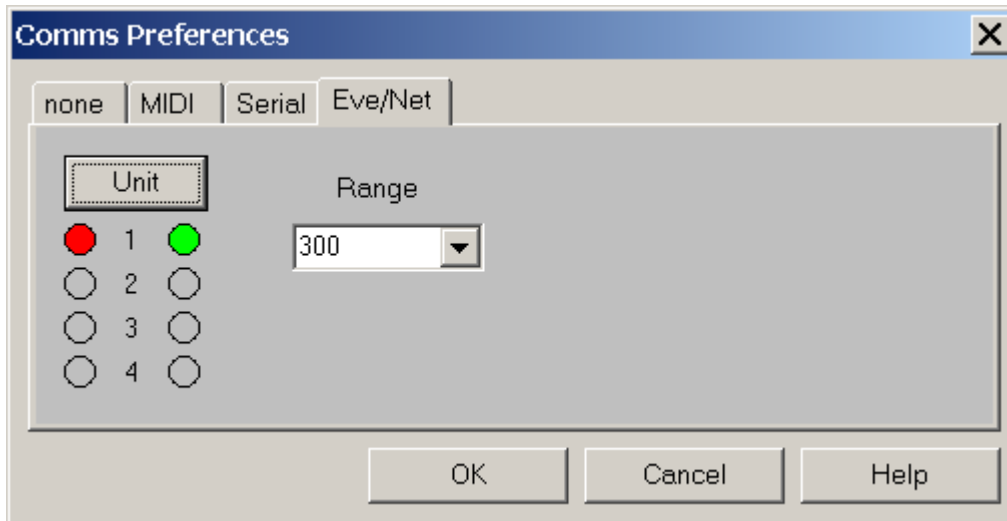 Comms Preferences
none MIDI Serial Eve/Net
Unit
Range
1
300
2
3
4
OK Cancel Help